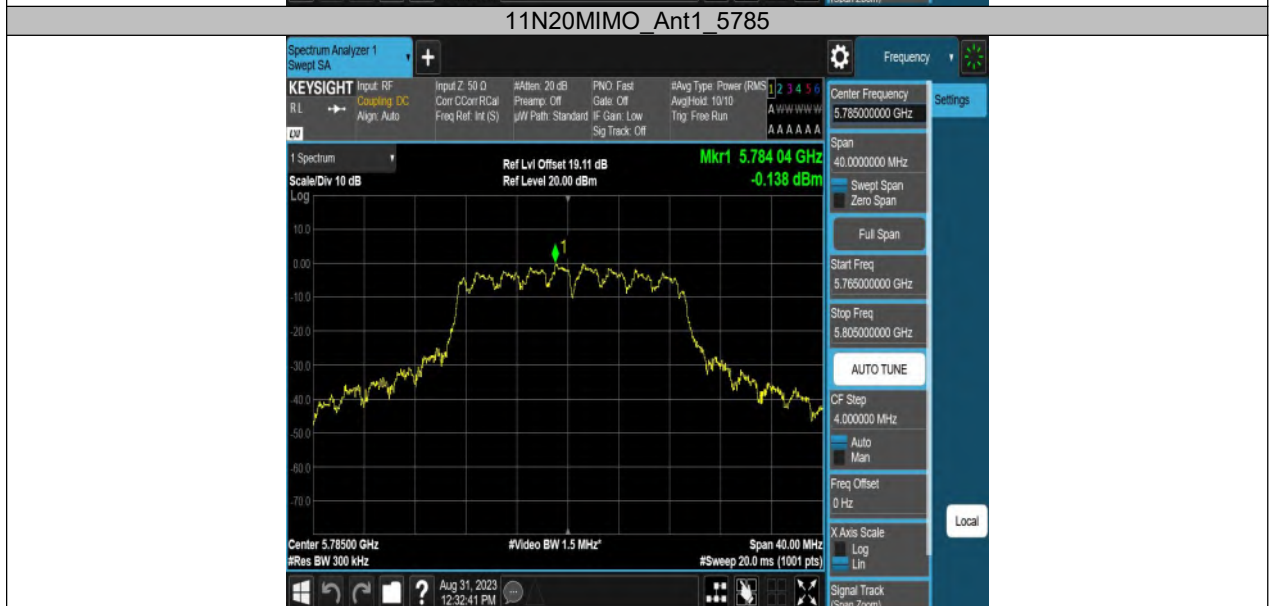 11N20MIMO_Ant1_5785
Spectrum Analyzer 1
Swept SA
+
Frequency
KEYSIGHT
RL
LXI
Input: RF
Coupling: DC
Align: Auto
Input Z: 50 Ω
Corr CCorr RCal
Freq Ref: Int (S)
#Atten: 20 dB
Preamp: Off
µW Path: Standard
PNO: Fast
Gate: Off
IF Gain: Low
Sig Track: Off
#Avg Type: Power (RMS
Avg|Hold: 10/10
Trig: Free Run
1 2 3 4 5 6
A W W W W W
A A A A A A
1 Spectrum
Scale/Div 10 dB
Log
Ref Lvl Offset 19.11 dB
Ref Level 20.00 dBm
Mkr1 5.784 04 GHz
-0.138 dBm
10.0
0.00
-10.0
-20.0
-30.0
-40.0
-50.0
-60.0
-70.0
1
Center 5.78500 GHz
#Res BW 300 kHz
#Video BW 1.5 MHz*
Span 40.00 MHz
#Sweep 20.0 ms (1001 pts)
Center Frequency
5.785000000 GHz
Settings
Span
40.0000000 MHz
Swept Span
Zero Span
Full Span
Start Freq
5.765000000 GHz
Stop Freq
5.805000000 GHz
AUTO TUNE
CF Step
4.000000 MHz
Auto
Man
Freq Offset
0 Hz
X Axis Scale
Log
Lin
Local
Signal Track
(Span Zoom)
?
Aug 31, 2023
12:32:41 PM